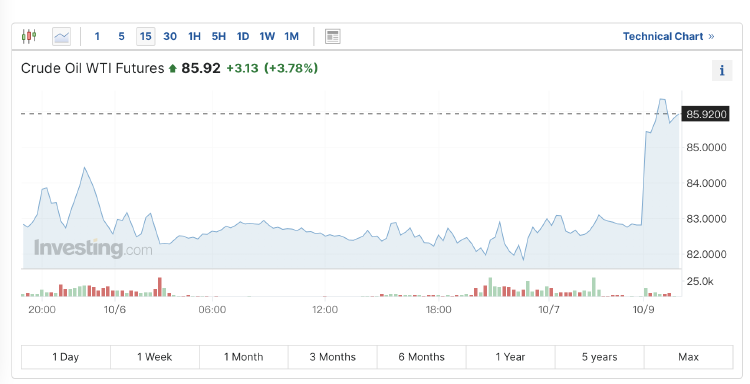 1 5 15 30 1H 5H 1D 1W 1M Technical Chart »
Crude Oil WTI Futures 85.92 +3.13 (+3.78%) i
85.9200
85.0000
84.0000
83.0000
Investing.com
82.0000
25.0k
20:00 10/6 06:00 12:00 18:00 10/7 10/9
1 Day 1 Week 1 Month 3 Months 6 Months 1 Year 5 years Max